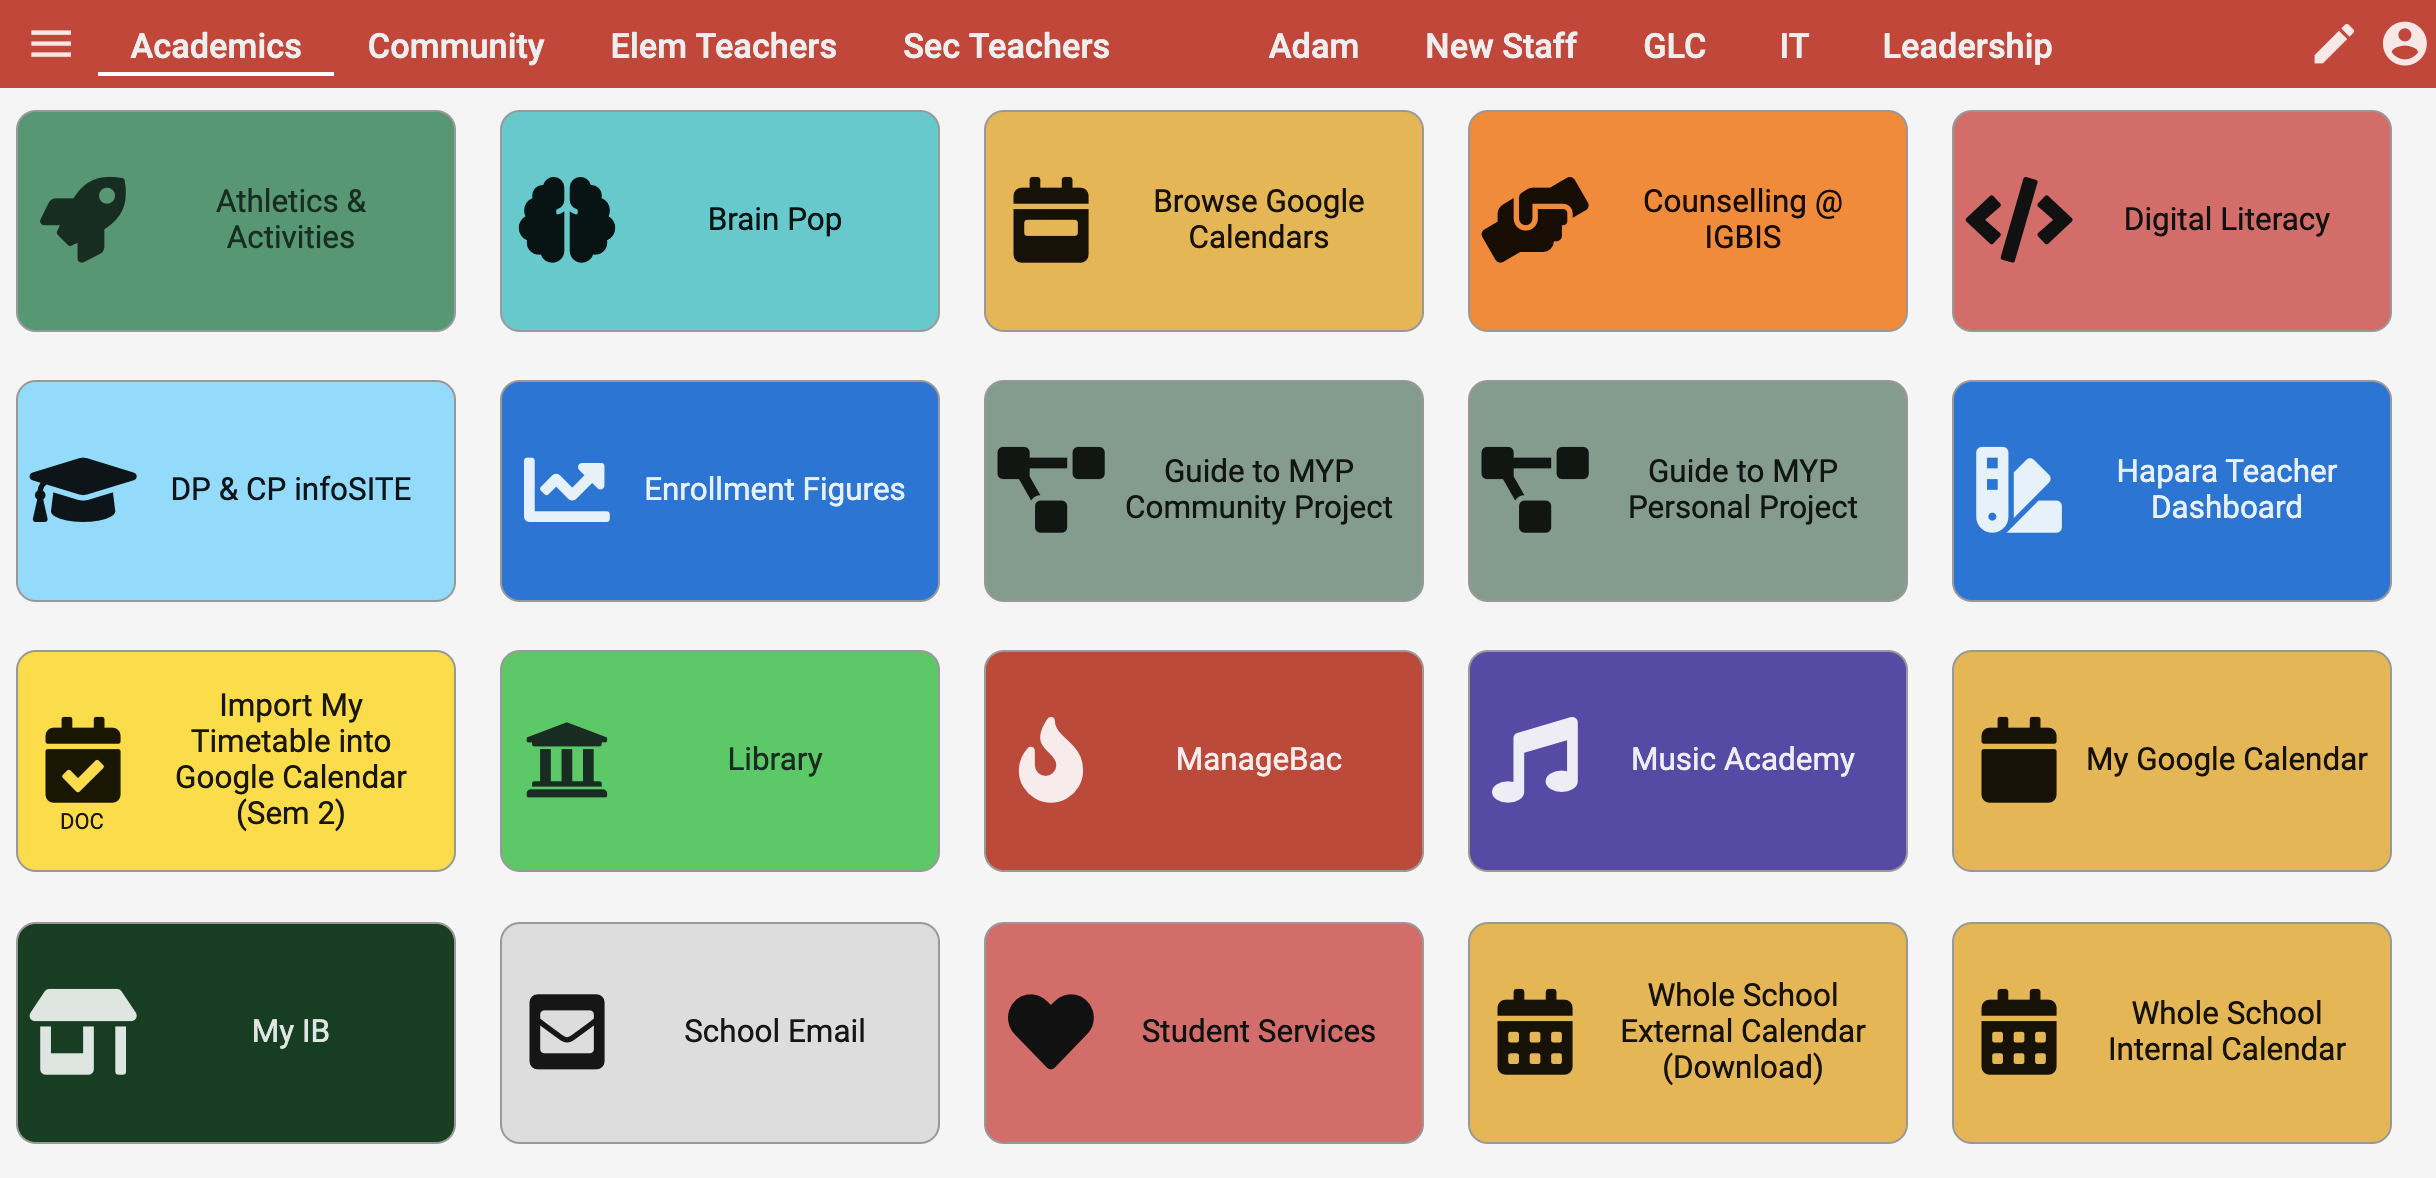 Academics Community Elem Teachers Sec Teachers Adam New Staff GLC IT Leadership
Athletics &
Activities
Brain Pop
Browse Google
Calendars
Counselling @
IGBIS
Digital Literacy
DP & CP infoSITE
Enrollment Figures
Guide to MYP
Community Project
Guide to MYP
Personal Project
Hapara Teacher
Dashboard
DOC
Import My
Timetable into
Google Calendar
(Sem 2)
Library
ManageBac
Music Academy
My Google Calendar
My IB
School Email
Student Services
Whole School
External Calendar
(Download)
Whole School
Internal Calendar